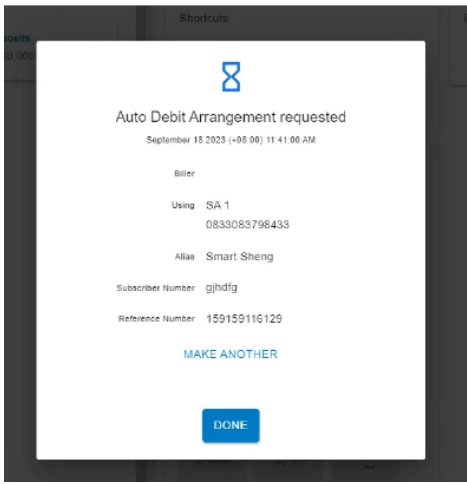 Shortcuts
Auto Debit Arrangement requested
September 18 2023 (+08:00) 11:41:00 AM
Biller
Using SA 1
0833083798433
Alias Smart Sheng
Subscriber Number gjhdfg
Reference Number 159159116129
MAKE ANOTHER
DONE